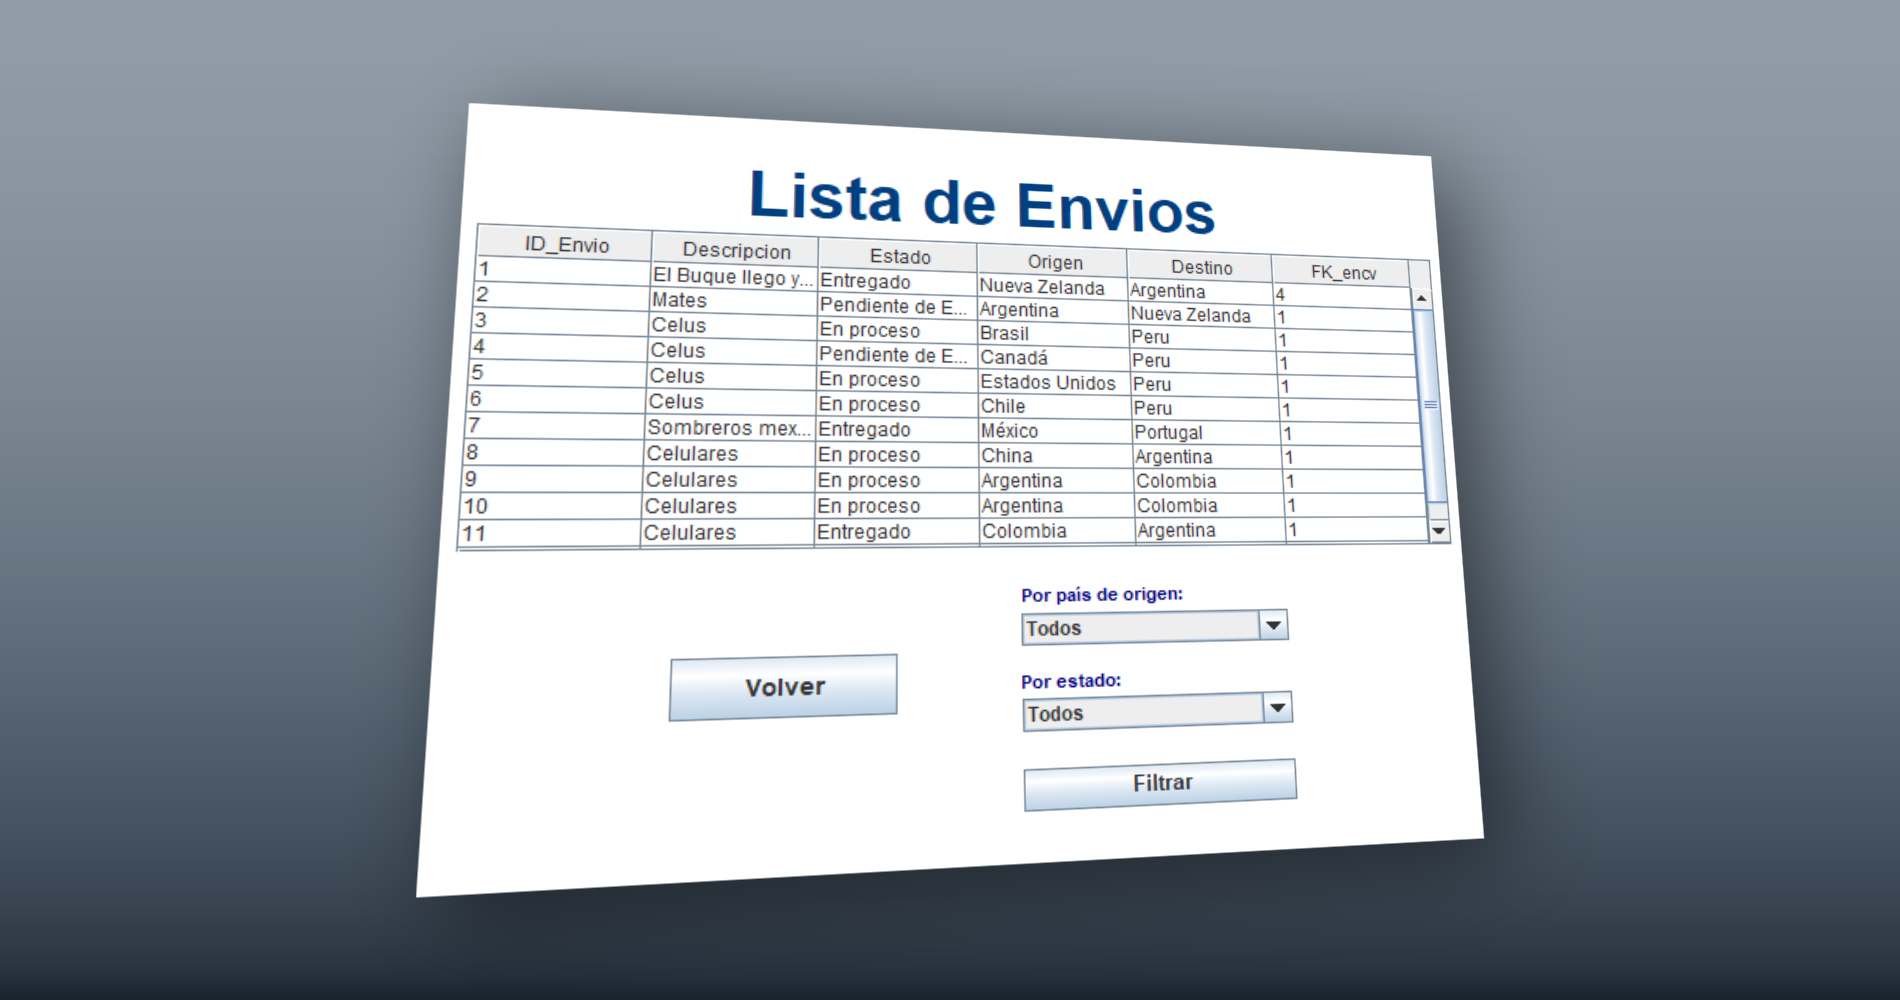 Lista de Envios
ID_Envio Descripcion Estado Origen Destino FK_encv
1 El Buque llego y... Entregado Nueva Zelanda Argentina 4
2 Mates Pendiente de E... Argentina Nueva Zelanda 1
3 Celus En proceso Brasil Peru 1
4 Celus Pendiente de E... Canadá Peru 1
5 Celus En proceso Estados Unidos Peru 1
6 Celus En proceso Chile Peru 1
7 Sombreros mex... Entregado México Portugal 1
8 Celulares En proceso China Argentina 1
9 Celulares En proceso Argentina Colombia 1
10 Celulares En proceso Argentina Colombia 1
11 Celulares Entregado Colombia Argentina 1
Por país de origen:
Todos
Volver
Por estado:
Todos
Filtrar